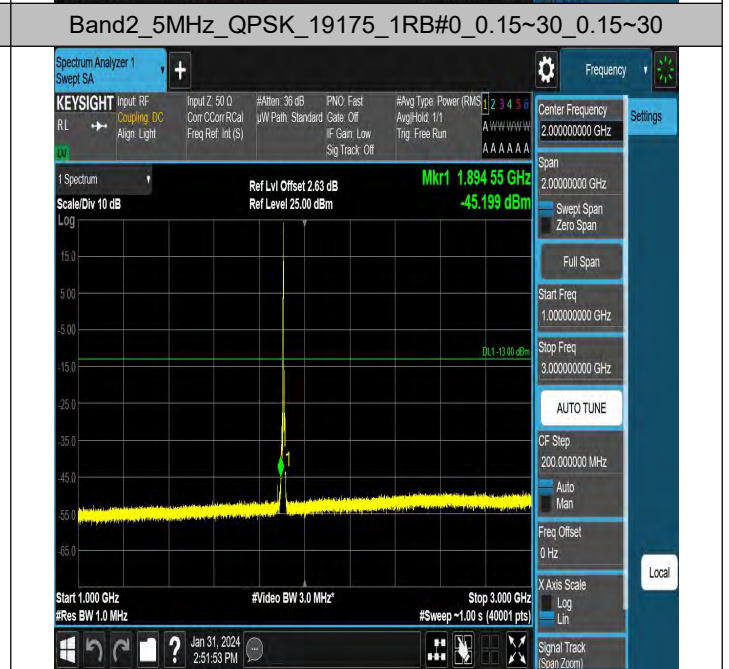 Band2_5MHz_QPSK_19175_1RB#0_0.15~30_0.15~30
Spectrum Analyzer 1
Swept SA
+
Frequency
KEYSIGHT
RL
Input: RF
Coupling: DC
Align: Light
Input Z: 50 Ω
Corr CCorr RCal
Freq Ref: Int (S)
#Atten: 36 dB
µW Path: Standard
PNO: Fast
Gate: Off
IF Gain: Low
Sig Track: Off
#Avg Type: Power (RMS
Avg|Hold: 1/1
Trig: Free Run
1 2 3 4 5 6
A W W W W W
A A A A A A
Center Frequency
2.000000000 GHz
Settings
Span
2.00000000 GHz
Swept Span
Zero Span
Full Span
Start Freq
1.000000000 GHz
Stop Freq
3.000000000 GHz
AUTO TUNE
CF Step
200.000000 MHz
Auto
Man
Freq Offset
0 Hz
X Axis Scale
Log
Lin
Local
Signal Track
(Span Zoom)
1 Spectrum
Scale/Div 10 dB
Log
Ref Lvl Offset 2.63 dB
Ref Level 25.00 dBm
Mkr1 1.894 55 GHz
-45.199 dBm
15.0
5.00
-5.00
-15.0
-25.0
-35.0
-45.0
-55.0
-65.0
DL1 -13.00 dBm
1
Start 1.000 GHz
#Res BW 1.0 MHz
#Video BW 3.0 MHz*
Stop 3.000 GHz
#Sweep ~1.00 s (40001 pts)
?
Jan 31, 2024
2:51:53 PM